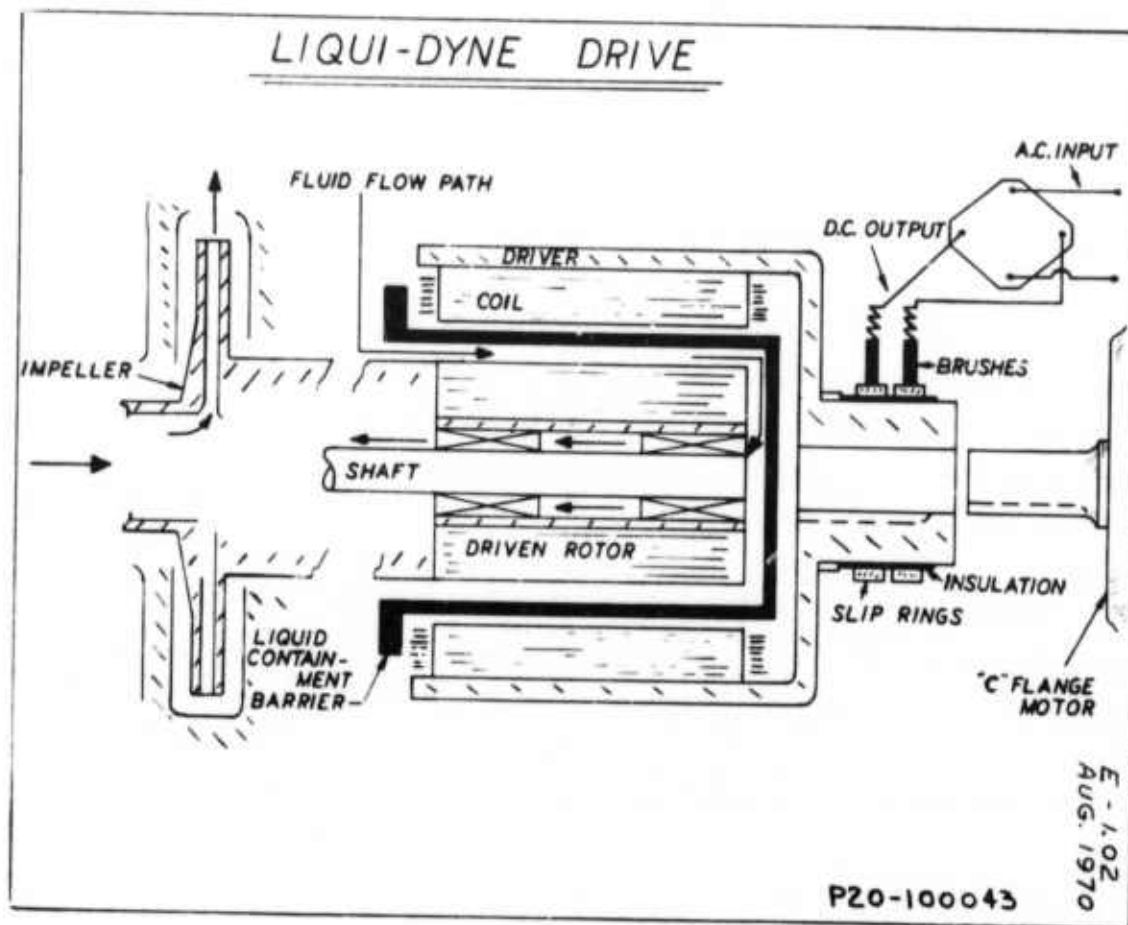 LIQUI-DYNE DRIVE
A.C. INPUT
FLUID FLOW PATH
D.C. OUTPUT
DRIVER
COIL
IMPELLER
BRUSHES
SHAFT
DRIVEN ROTOR
INSULATION
SLIP RINGS
LIQUID
CONTAIN-
MENT
BARRIER
"C" FLANGE
MOTOR
E-1.02
AUG. 1970
P20-100043